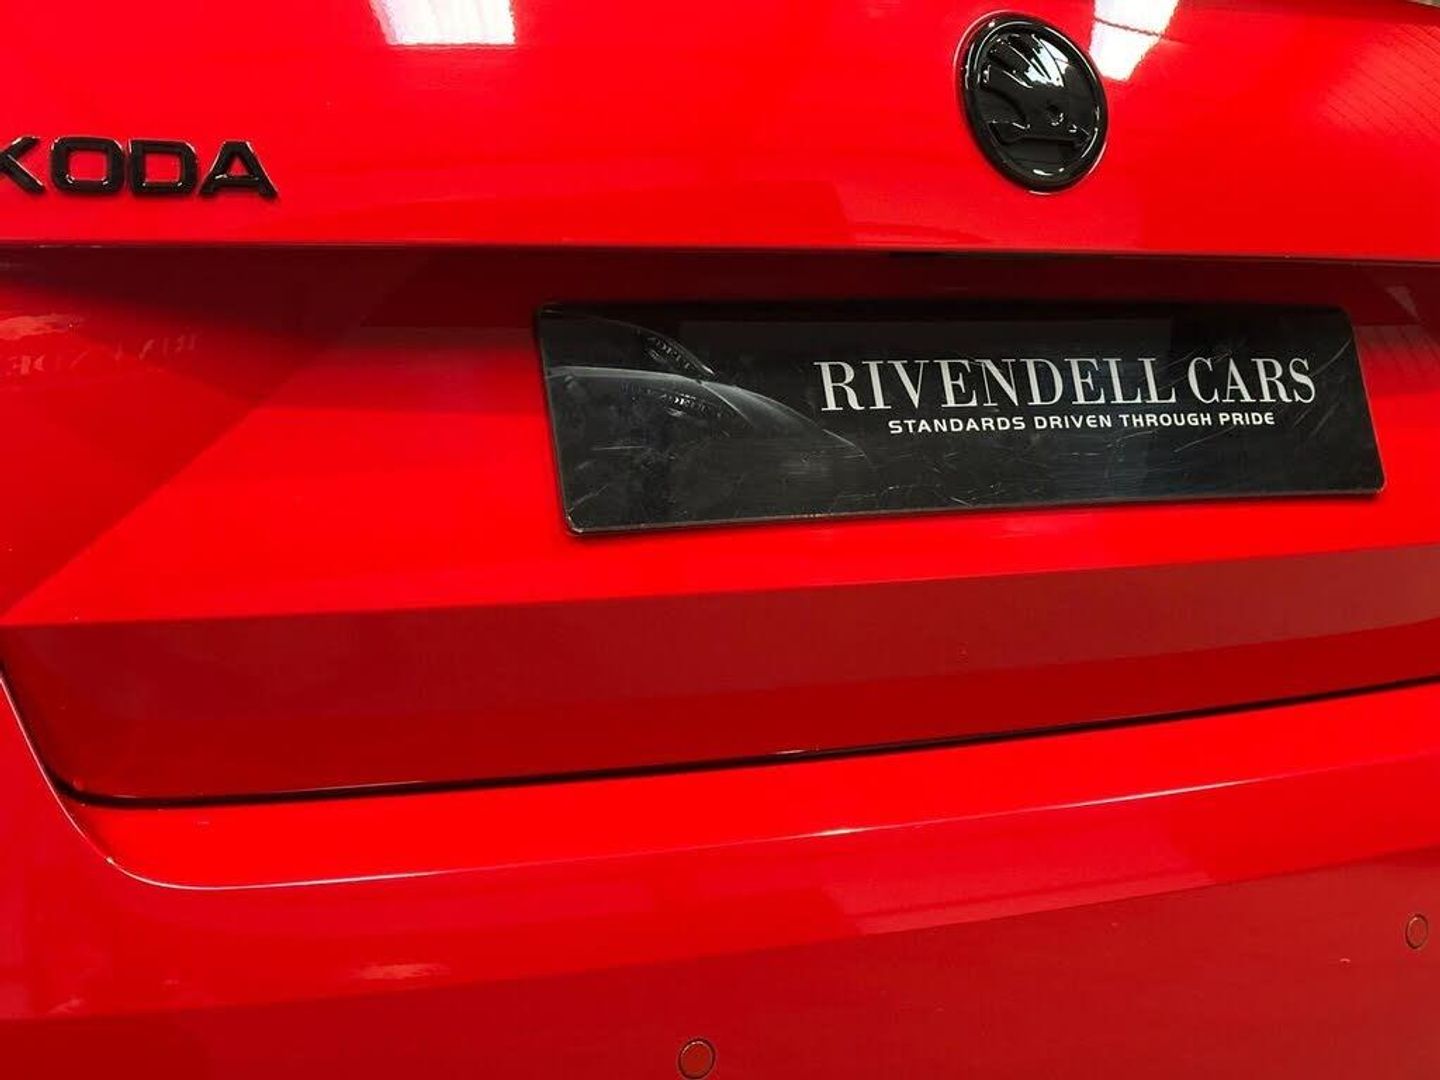 KODA
RIVENDELL CARS
STANDARDS DRIVEN THROUGH PRIDE